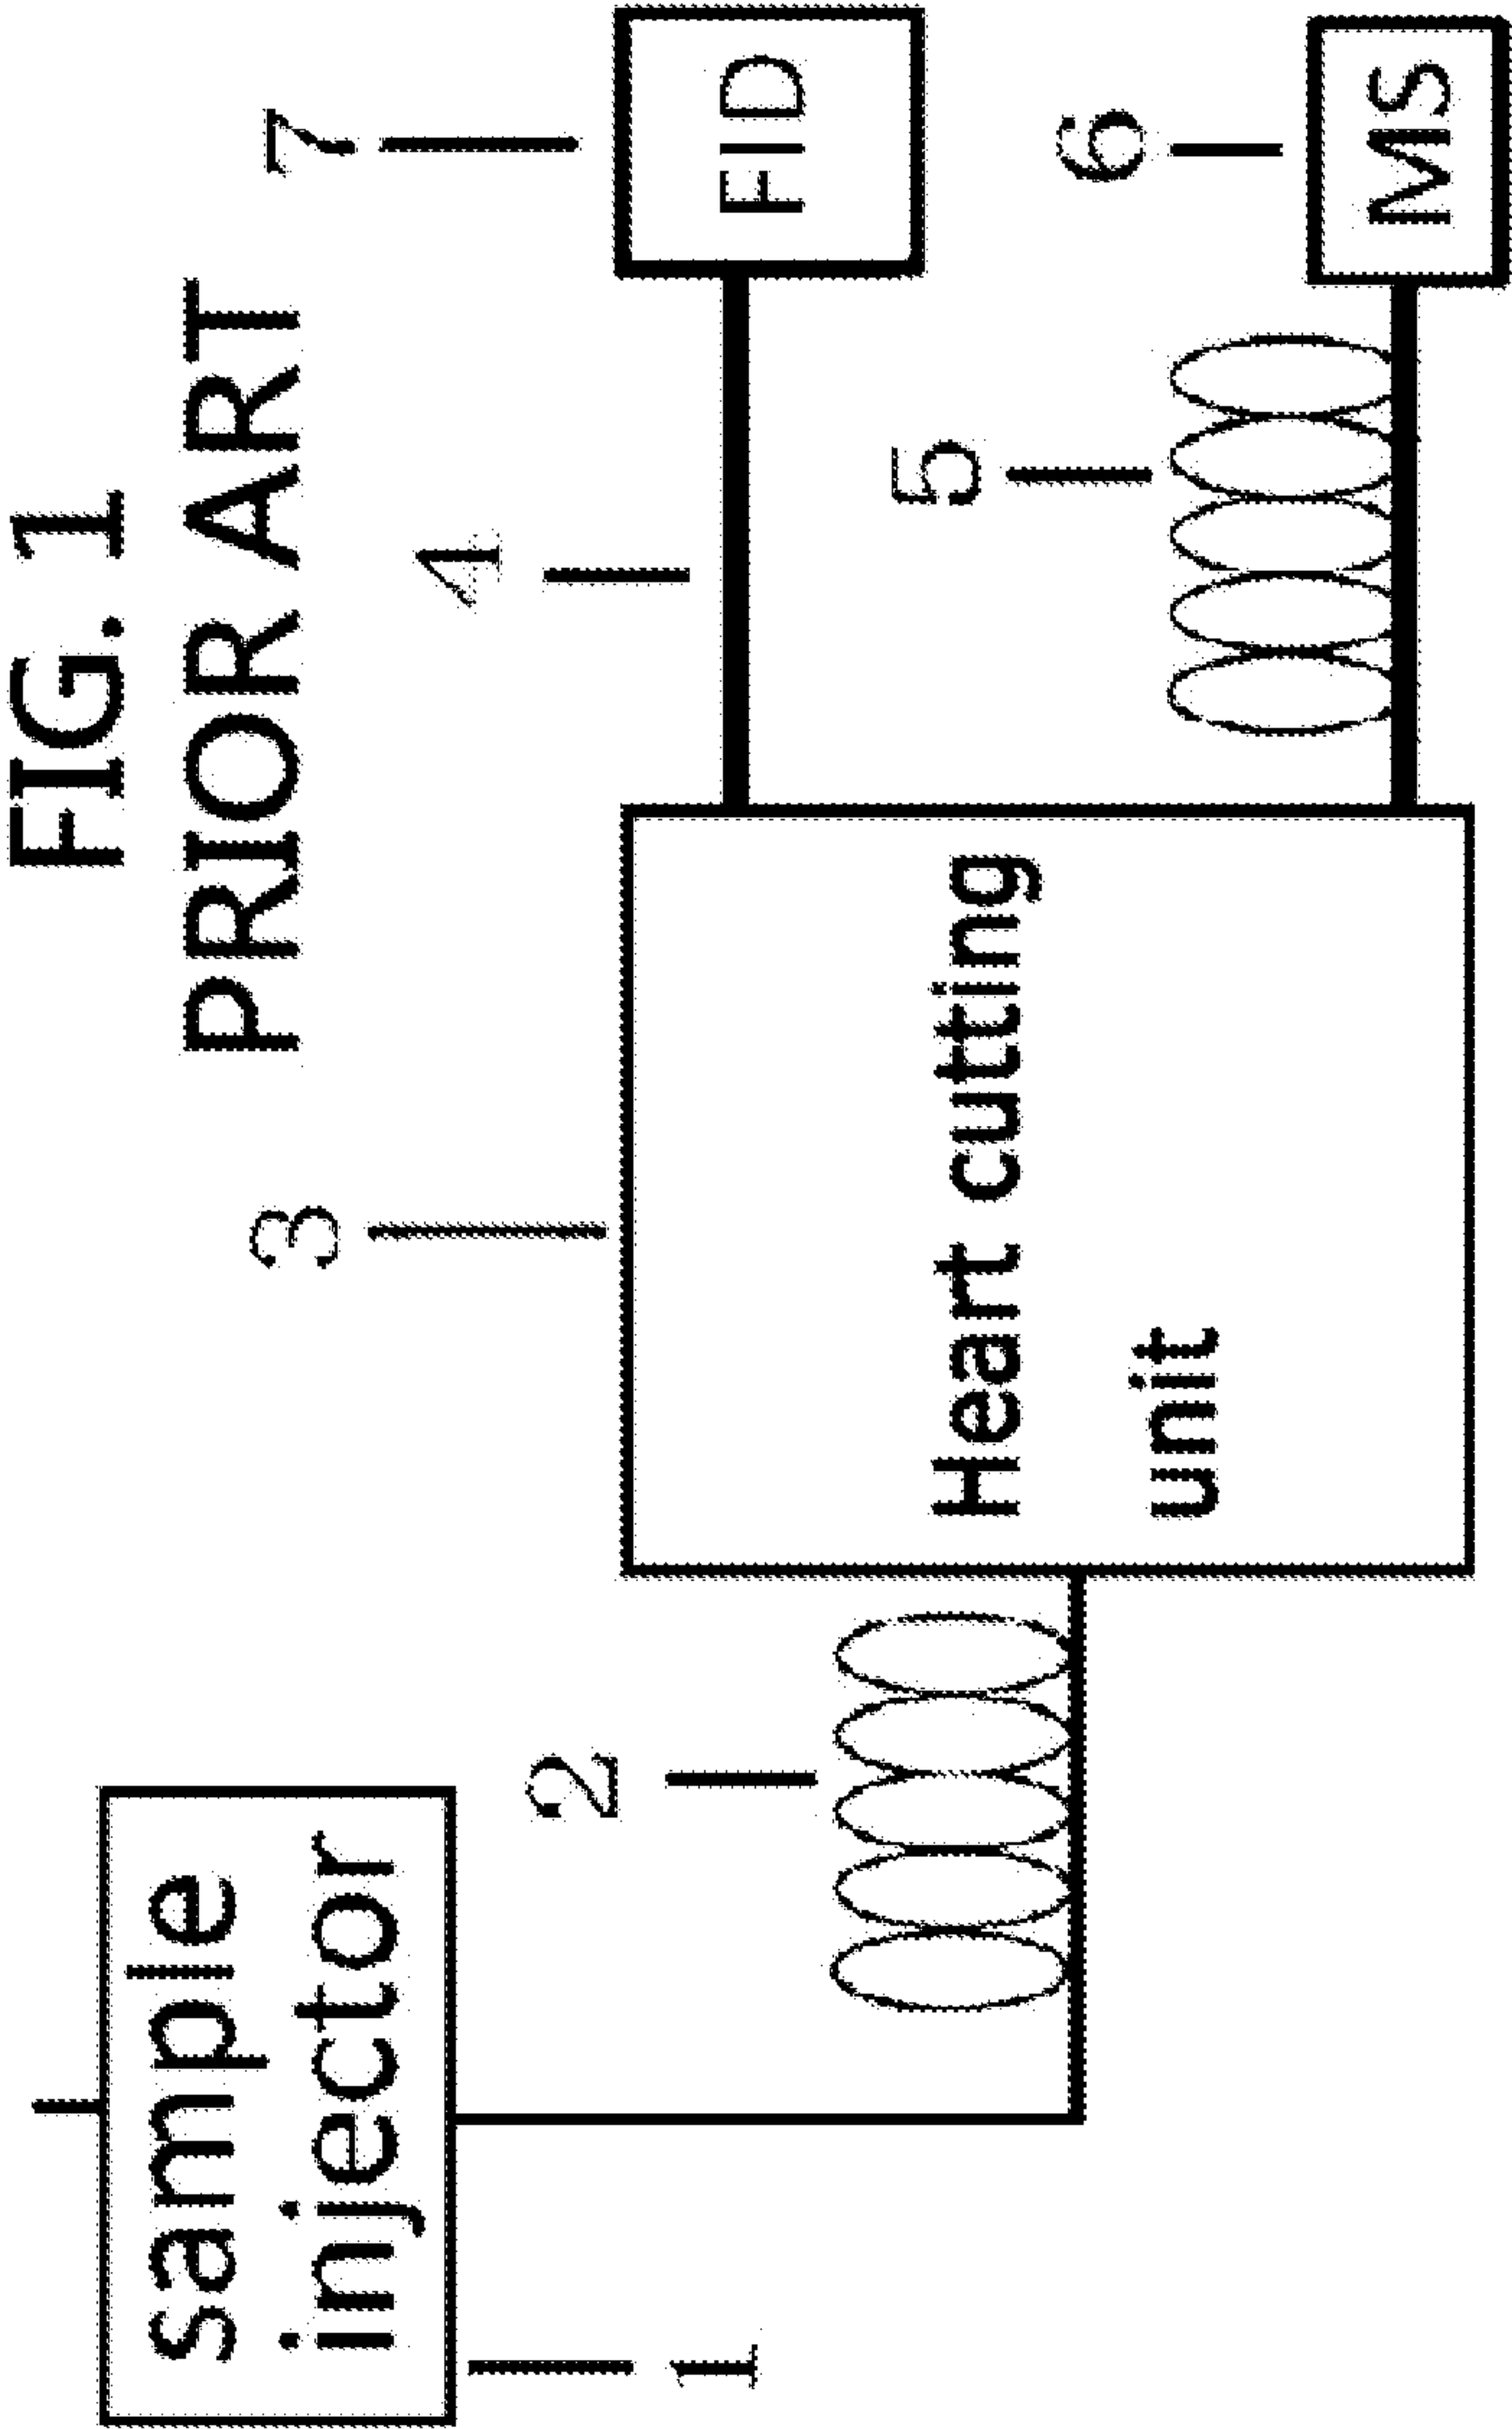 FIG. 1
PRIOR ART
sample
injector
1
2
3
Heart cutting
unit
4
7
FID
5
6
MS